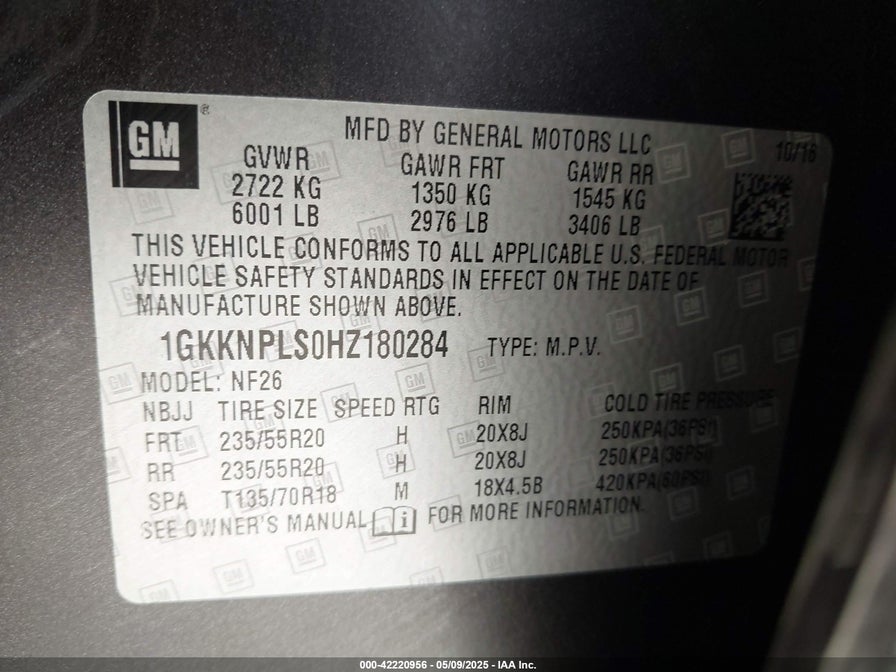 GM ®
MFD BY GENERAL MOTORS LLC
10/16
GVWR GAWR FRT GAWR RR
2722 KG 1350 KG 1545 KG
6001 LB 2976 LB 3406 LB
THIS VEHICLE CONFORMS TO ALL APPLICABLE U.S. FEDERAL MOTOR
VEHICLE SAFETY STANDARDS IN EFFECT ON THE DATE OF
MANUFACTURE SHOWN ABOVE.
1GKKNPLS0HZ180284 TYPE: M.P.V.
MODEL: NF26
NBJJ TIRE SIZE SPEED RTG RIM COLD TIRE PRESSURE
FRT 235/55R20 H 20X8J 250KPA(36PSI)
RR 235/55R20 H 20X8J 250KPA(36PSI)
SPA T135/70R18 M 18X4.5B 420KPA(60PSI)
SEE OWNER'S MANUAL FOR MORE INFORMATION.
000-42220956 - 05/09/2025 - IAA Inc.